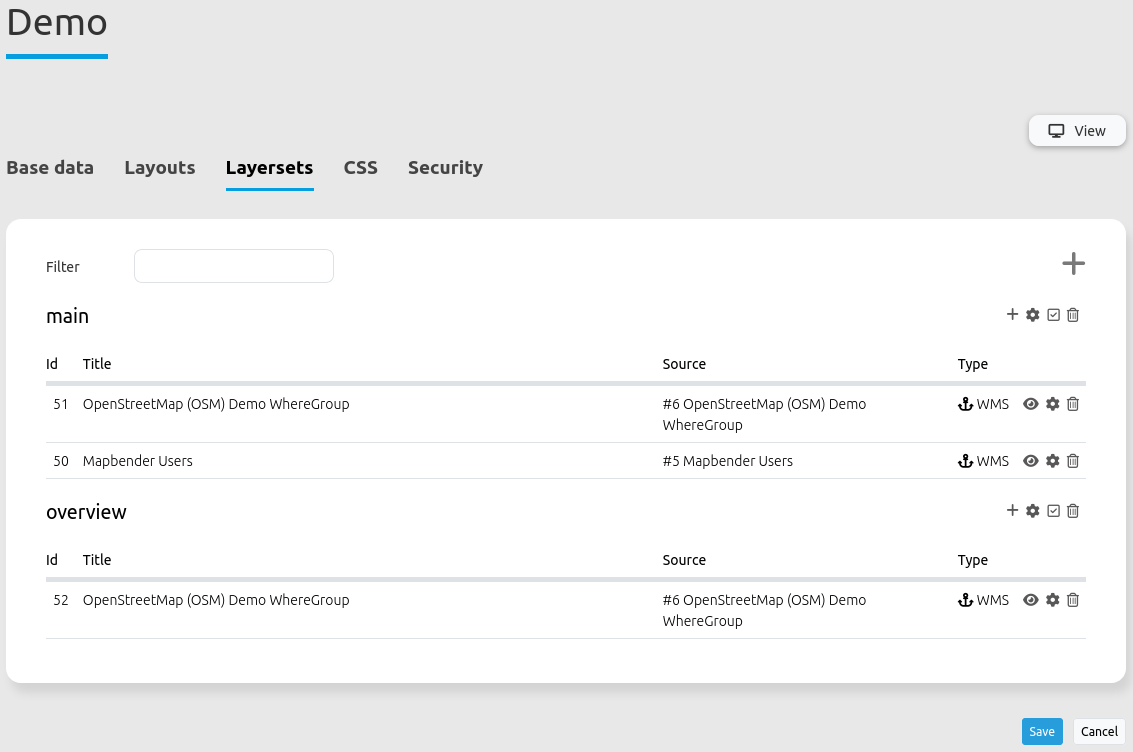 Demo
View
Base data Layouts Layersets CSS Security
Filter
main
Id Title Source Type
51 OpenStreetMap (OSM) Demo WhereGroup #6 OpenStreetMap (OSM) Demo WMS
WhereGroup
50 Mapbender Users #5 Mapbender Users WMS
overview
Id Title Source Type
52 OpenStreetMap (OSM) Demo WhereGroup #6 OpenStreetMap (OSM) Demo WMS
WhereGroup
Save Cancel